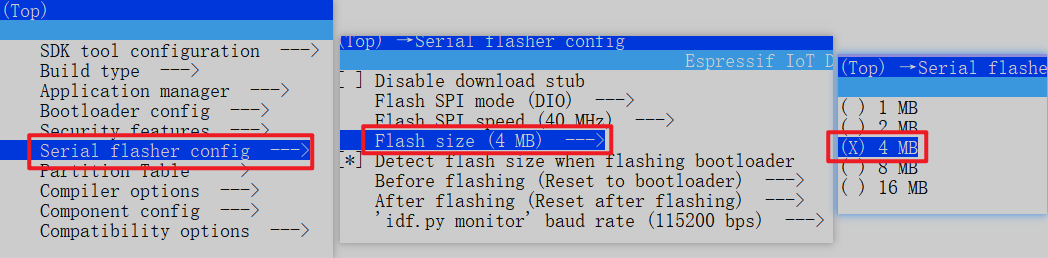 (Top)
SDK tool configuration  --->
Build type  --->
Application manager  --->
Bootloader config  --->
Security features  --->
Serial flasher config  --->
Partition Table  --->
Compiler options  --->
Component config  --->
Compatibility options  --->
(Top) →Serial flasher config
Espressif IoT D
[ ] Disable download stub
Flash SPI mode (DIO)  --->
Flash SPI speed (40 MHz)  --->
Flash size (4 MB)  --->
[*] Detect flash size when flashing bootloader
Before flashing (Reset to bootloader)  --->
After flashing (Reset after flashing)  --->
'idf.py monitor' baud rate (115200 bps)  --->
(Top) →Serial flashe
( ) 1 MB
( ) 2 MB
(X) 4 MB
( ) 8 MB
( ) 16 MB